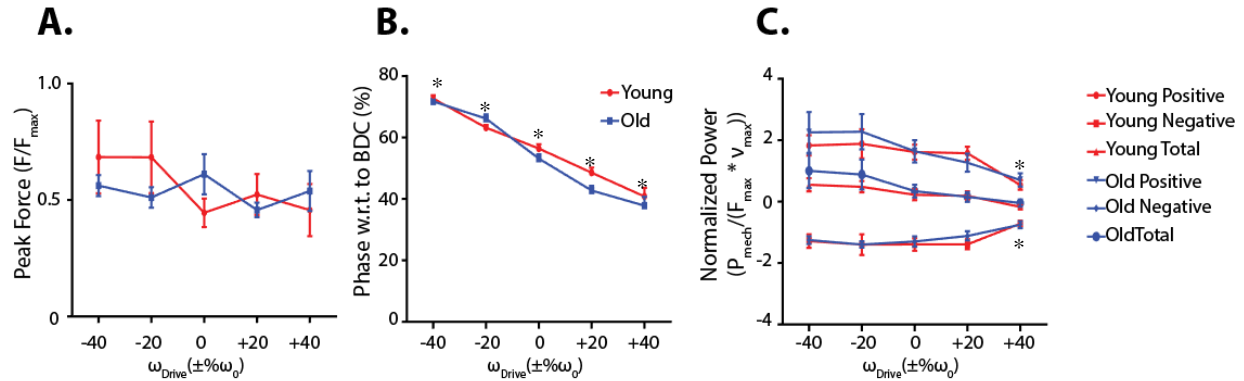 A.
Peak Force (F/Fmax)
1.0
0.5
0
-40 -20 0 +20 +40
ωDrive(±%ω0)
B.
Phase w.r.t. to BDC (%)
80
60
40
20
0
* * * * *
Young
Old
-40 -20 0 +20 +40
ωDrive(±%ω0)
C.
Normalized Power
(Pmech/(Fmax * vmax))
4
2
0
-2
-4
*
*
-40 -20 0 +20 +40
ωDrive(±%ω0)
Young Positive
Young Negative
Young Total
Old Positive
Old Negative
OldTotal